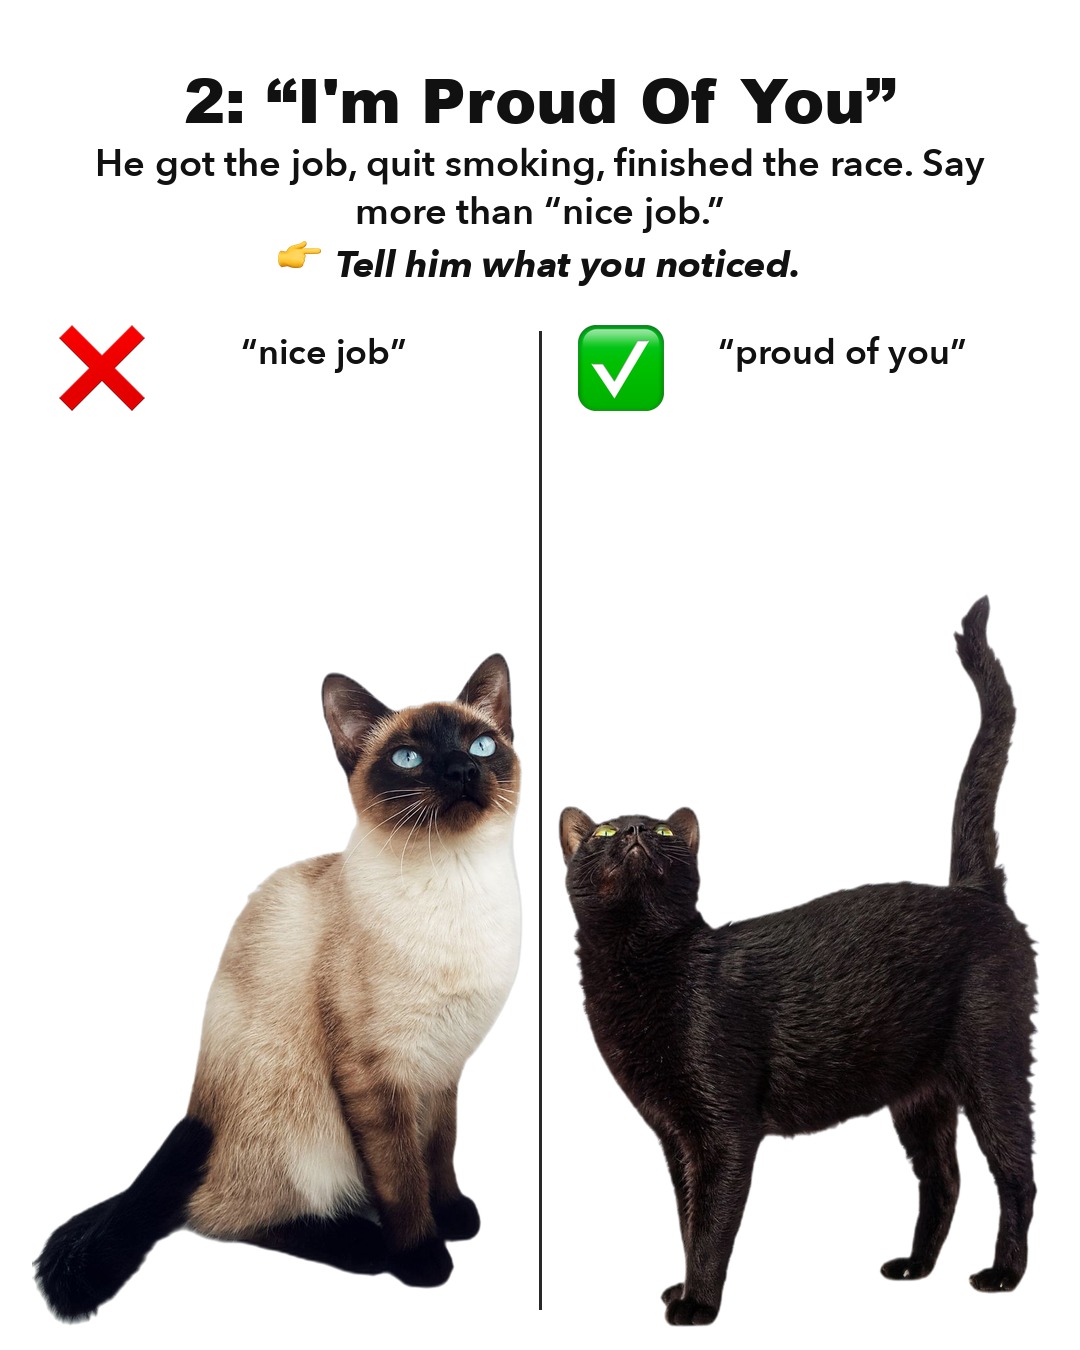 2: “I'm Proud Of You”
He got the job, quit smoking, finished the race. Say
more than “nice job.”
👉 Tell him what you noticed.
❌ “nice job”
✅ “proud of you”